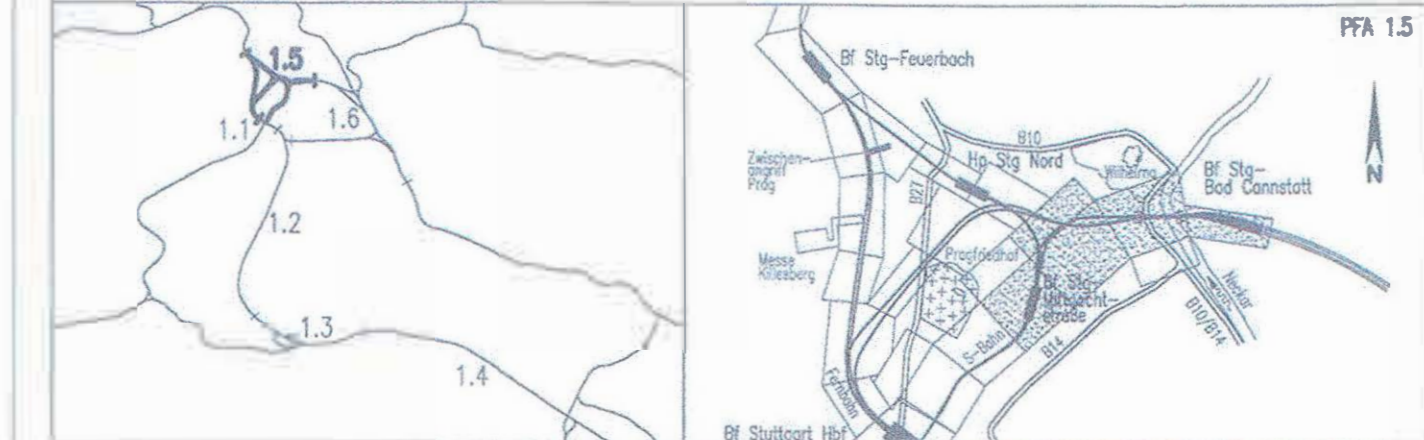 1.5
1.1
1.6
1.2
1.3
1.4
PFA 1.5
Bf Stg-Feuerbach
B10
Zwischen-
angriff
Prag
Hp Stg Nord
Wilhelma
Bf Stg-
Bad Cannstatt
B27
N
Messe
Killesberg
Pragfriedhof
Bf Stg-
Mittnacht-
straße
Neckar
B10/B14
S-Bahn
B14
Fernbahn
Bf Stuttgart Hbf